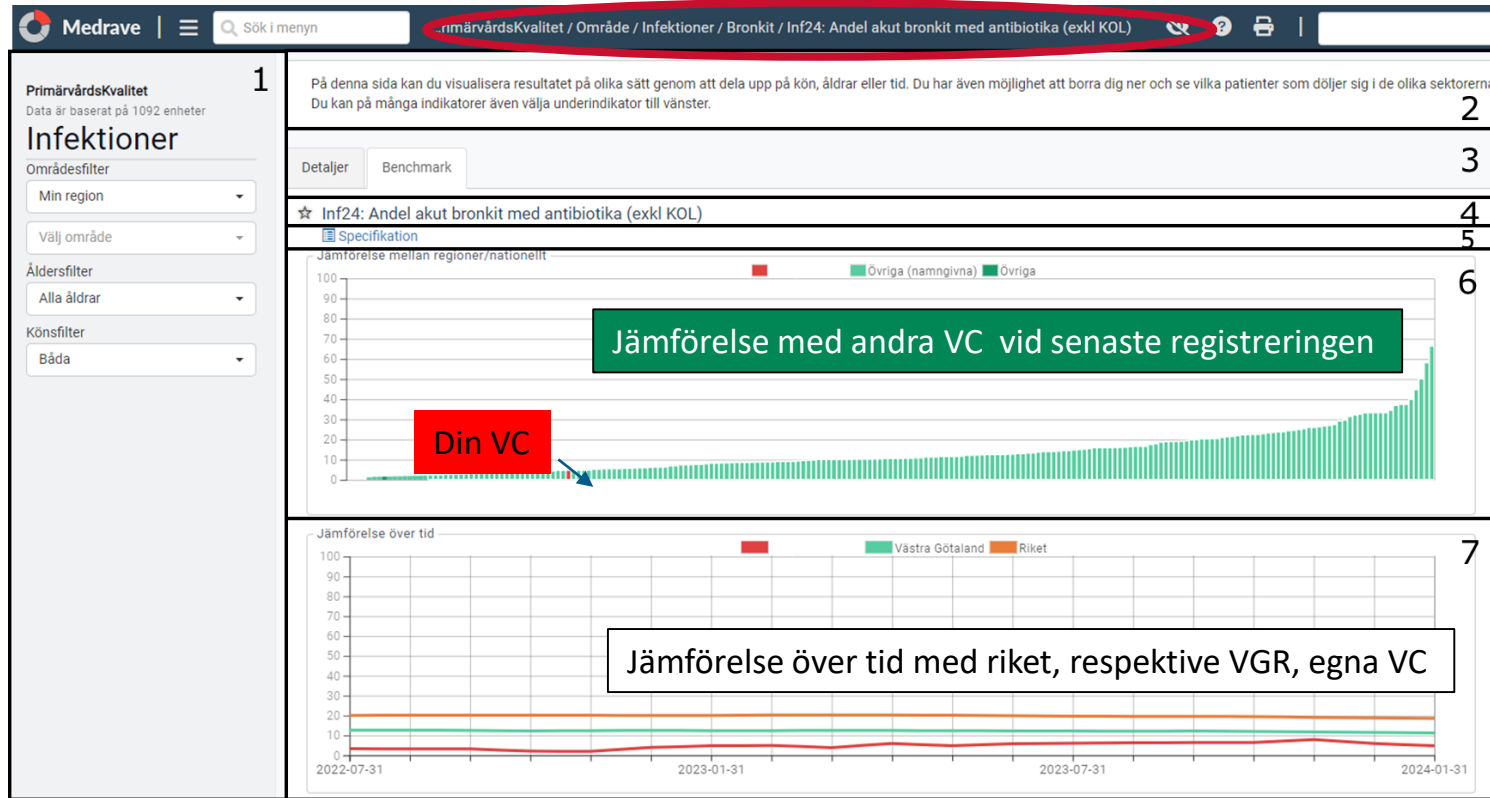 Medrave
Sök i menyn
PrimärvårdsKvalitet / Område / Infektioner / Bronkit / Inf24: Andel akut bronkit med antibiotika (exkl KOL)
?
1
PrimärvårdsKvalitet
Data är baserat på 1092 enheter
Infektioner
Områdesfilter
Min region
Välj område
Åldersfilter
Alla åldrar
Könsfilter
Båda
På denna sida kan du visualisera resultatet på olika sätt genom att dela upp på kön, åldrar eller tid. Du har även möjlighet att borra dig ner och se vilka patienter som döljer sig i de olika sektorerna
Du kan på många indikatorer även välja underindikator till vänster.
2
Detaljer
Benchmark
3
Inf24: Andel akut bronkit med antibiotika (exkl KOL)
4
Specifikation
5
Jämförelse mellan regioner/nationellt
Övriga (namngivna)
Övriga
6
100
90
80
70
60
50
40
30
20
10
0
Jämförelse med andra VC vid senaste registreringen
Din VC
Jämförelse över tid
Västra Götaland
Riket
7
100
90
80
70
60
50
40
30
20
10
0
Jämförelse över tid med riket, respektive VGR, egna VC
2022-07-31
2023-01-31
2023-07-31
2024-01-31